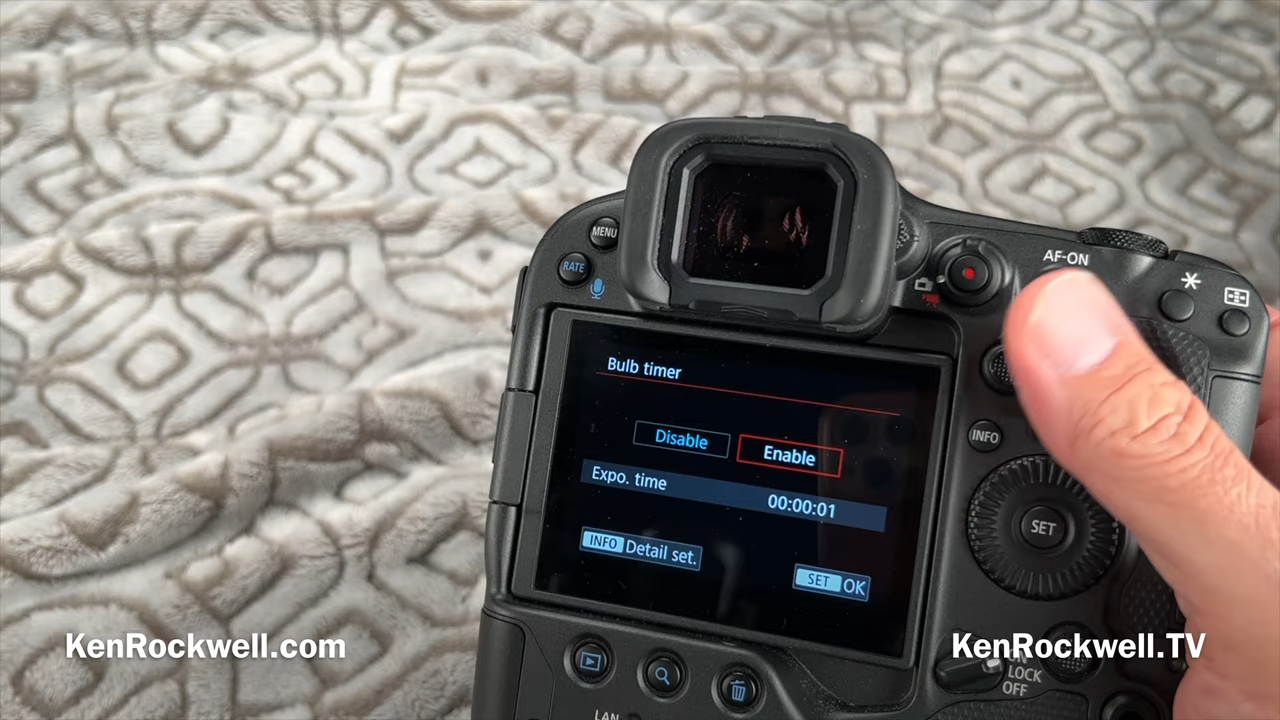 MENU
RATE
AF-ON
Bulb timer
Disable
Enable
Expo. time
00:00:01
INFO Detail set.
SET OK
INFO
SET
LOCK
OFF
LAN
KenRockwell.com
KenRockwell.TV